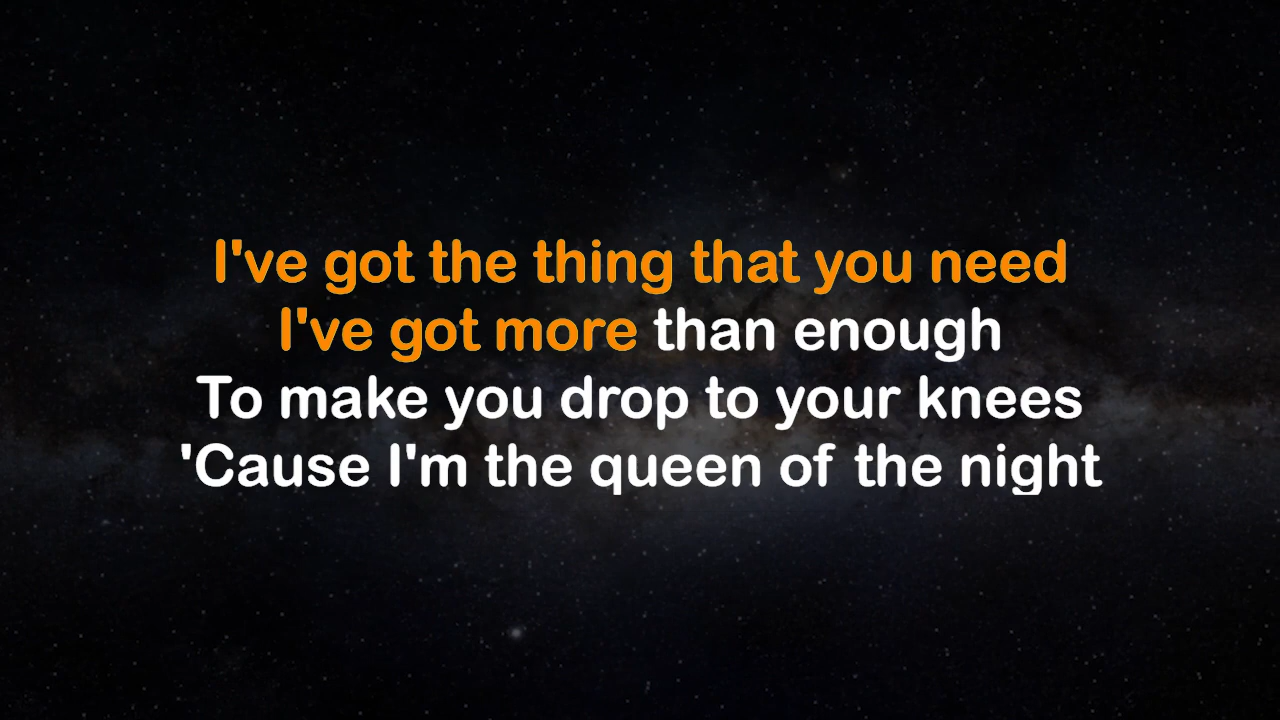 I've got the thing that you need
I've got more than enough
To make you drop to your knees
'Cause I'm the queen of the night